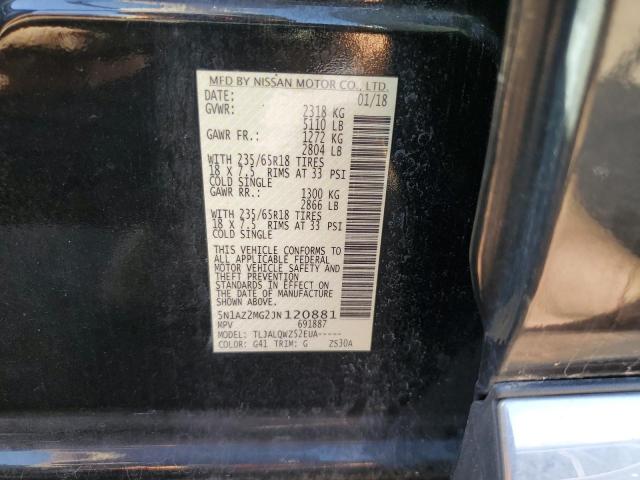 MFD BY NISSAN MOTOR CO., LTD.
DATE: 01/18
GVWR: 2318 KG
5110 LB
GAWR FR.: 1272 KG
2804 LB
WITH 235/65R18 TIRES
18 X 7.5 RIMS AT 33 PSI
COLD SINGLE
GAWR RR.: 1300 KG
2866 LB
WITH 235/65R18 TIRES
18 X 7.5 RIMS AT 33 PSI
COLD SINGLE
THIS VEHICLE CONFORMS TO
ALL APPLICABLE FEDERAL
MOTOR VEHICLE SAFETY
AND THEFT PREVENTION
STANDARDS IN EFFECT ON
THE DATE OF MANUFACTURE
SHOWN ABOVE.
5N1AZ2MG2JN120881
MPV 691887
MODEL: TLJALQWZS2EUA-----
COLOR: G41 TRIM: G ZS30A